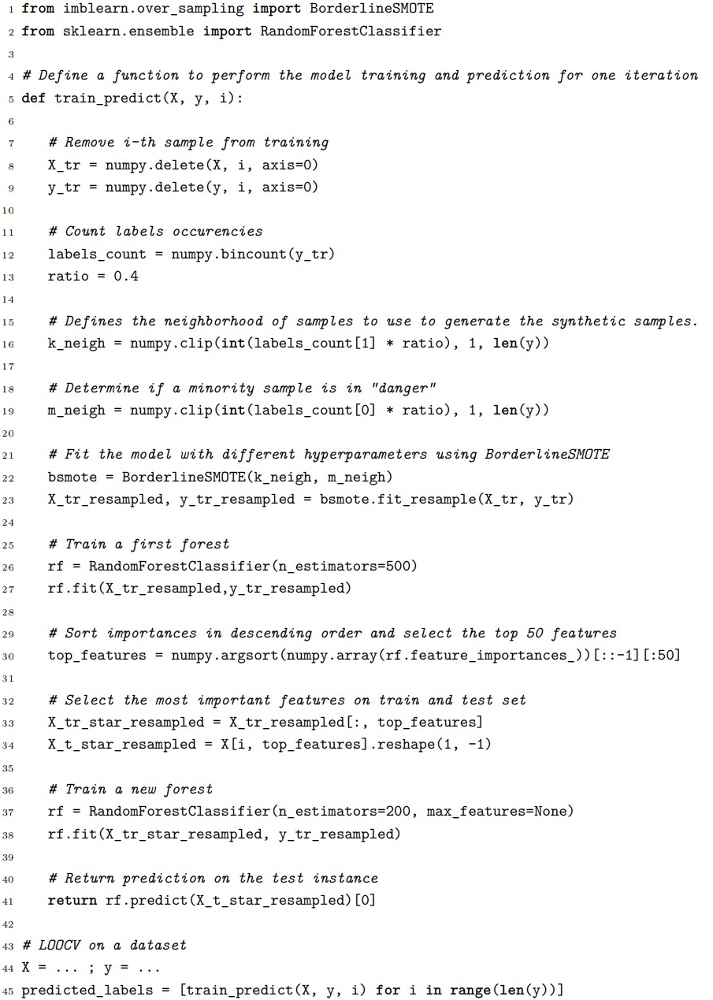 1 from imblearn.over_sampling import BorderlineSMOTE
2 from sklearn.ensemble import RandomForestClassifier
3
4 # Define a function to perform the model training and prediction for one iteration
5 def train_predict(X, y, i):
6
7     # Remove i-th sample from training
8     X_tr = numpy.delete(X, i, axis=0)
9     y_tr = numpy.delete(y, i, axis=0)
10
11     # Count labels occurencies
12     labels_count = numpy.bincount(y_tr)
13     ratio = 0.4
14
15     # Defines the neighborhood of samples to use to generate the synthetic samples.
16     k_neigh = numpy.clip(int(labels_count[1] * ratio), 1, len(y))
17
18     # Determine if a minority sample is in "danger"
19     m_neigh = numpy.clip(int(labels_count[0] * ratio), 1, len(y))
20
21     # Fit the model with different hyperparameters using BorderlineSMOTE
22     bsmote = BorderlineSMOTE(k_neigh, m_neigh)
23     X_tr_resampled, y_tr_resampled = bsmote.fit_resample(X_tr, y_tr)
24
25     # Train a first forest
26     rf = RandomForestClassifier(n_estimators=500)
27     rf.fit(X_tr_resampled,y_tr_resampled)
28
29     # Sort importances in descending order and select the top 50 features
30     top_features = numpy.argsort(numpy.array(rf.feature_importances_))[::-1][:50]
31
32     # Select the most important features on train and test set
33     X_tr_star_resampled = X_tr_resampled[:, top_features]
34     X_t_star_resampled = X[i, top_features].reshape(1, -1)
35
36     # Train a new forest
37     rf = RandomForestClassifier(n_estimators=200, max_features=None)
38     rf.fit(X_tr_star_resampled, y_tr_resampled)
39
40     # Return prediction on the test instance
41     return rf.predict(X_t_star_resampled)[0]
42
43 # LOOCV on a dataset
44 X = ... ; y = ...
45 predicted_labels = [train_predict(X, y, i) for i in range(len(y))]